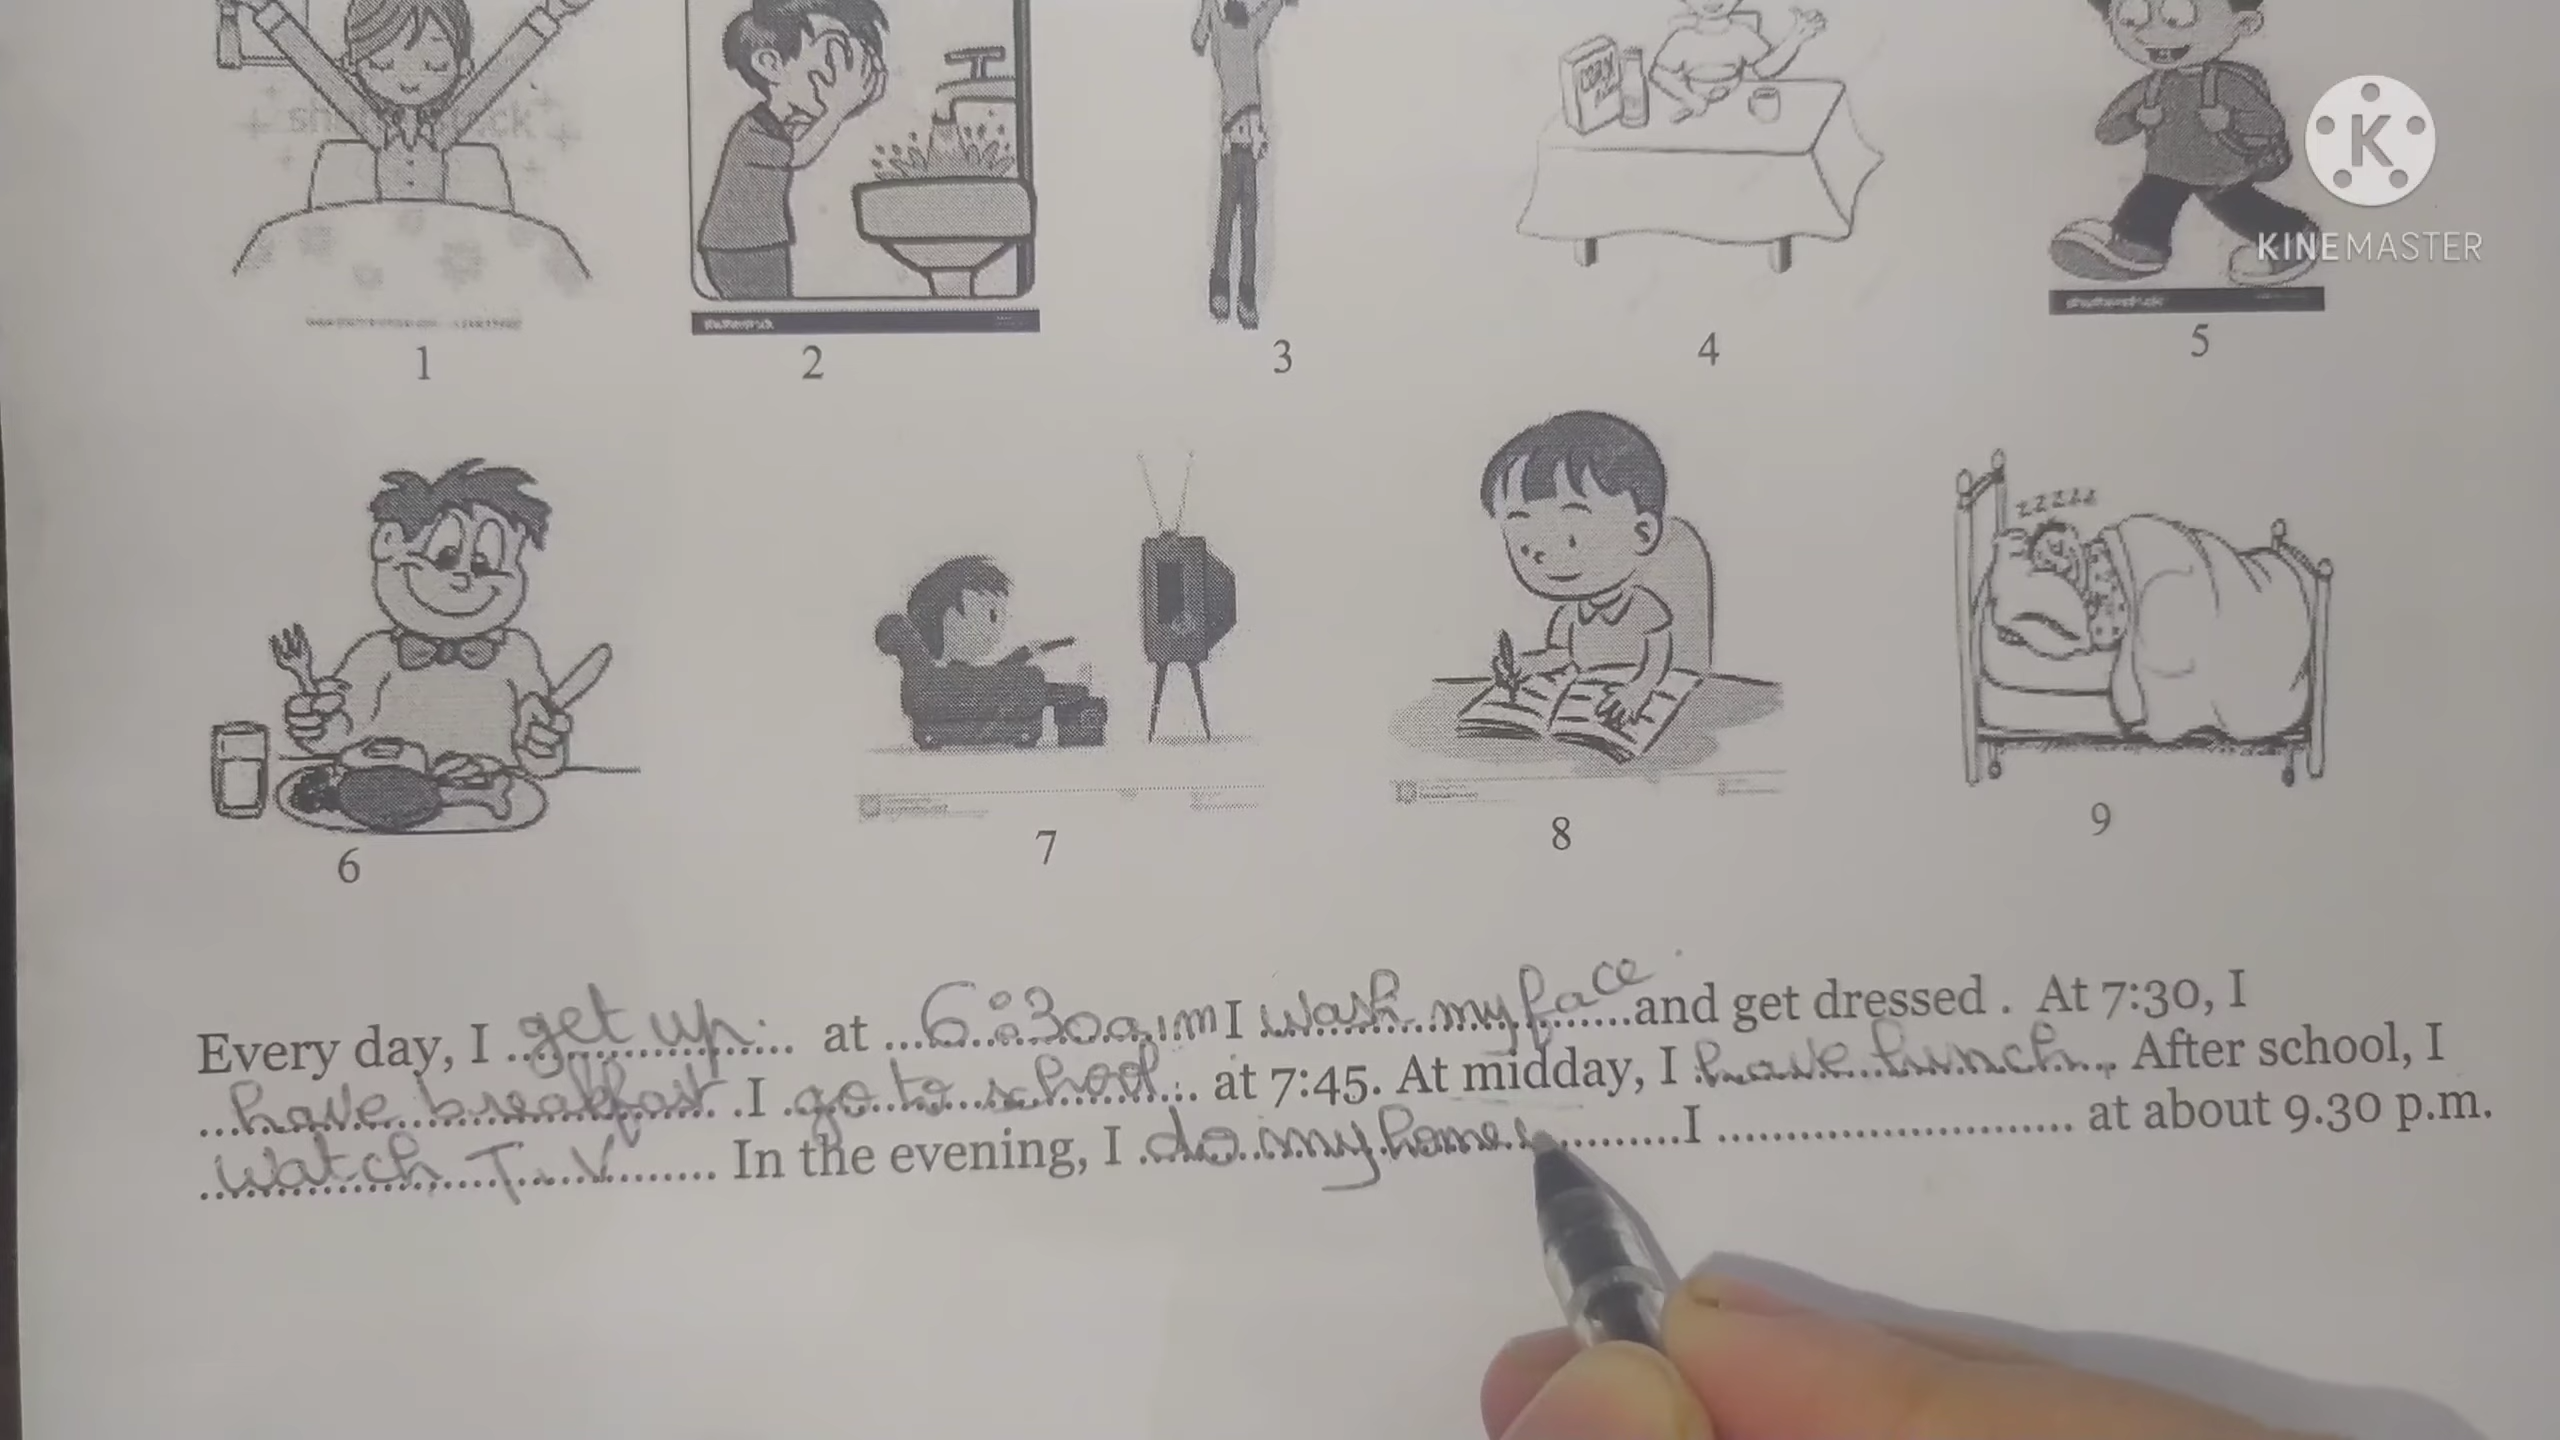 KINEMASTER
1 2 3 4 5
zzzzz
6 7 8 9
Every day, I get up at 6:30a.m I wash my face and get dressed. At 7:30, I
have breakfast. I go to school at 7:45. At midday, I have lunch. After school, I
watch T.V In the evening, I do my home I at about 9.30 p.m.